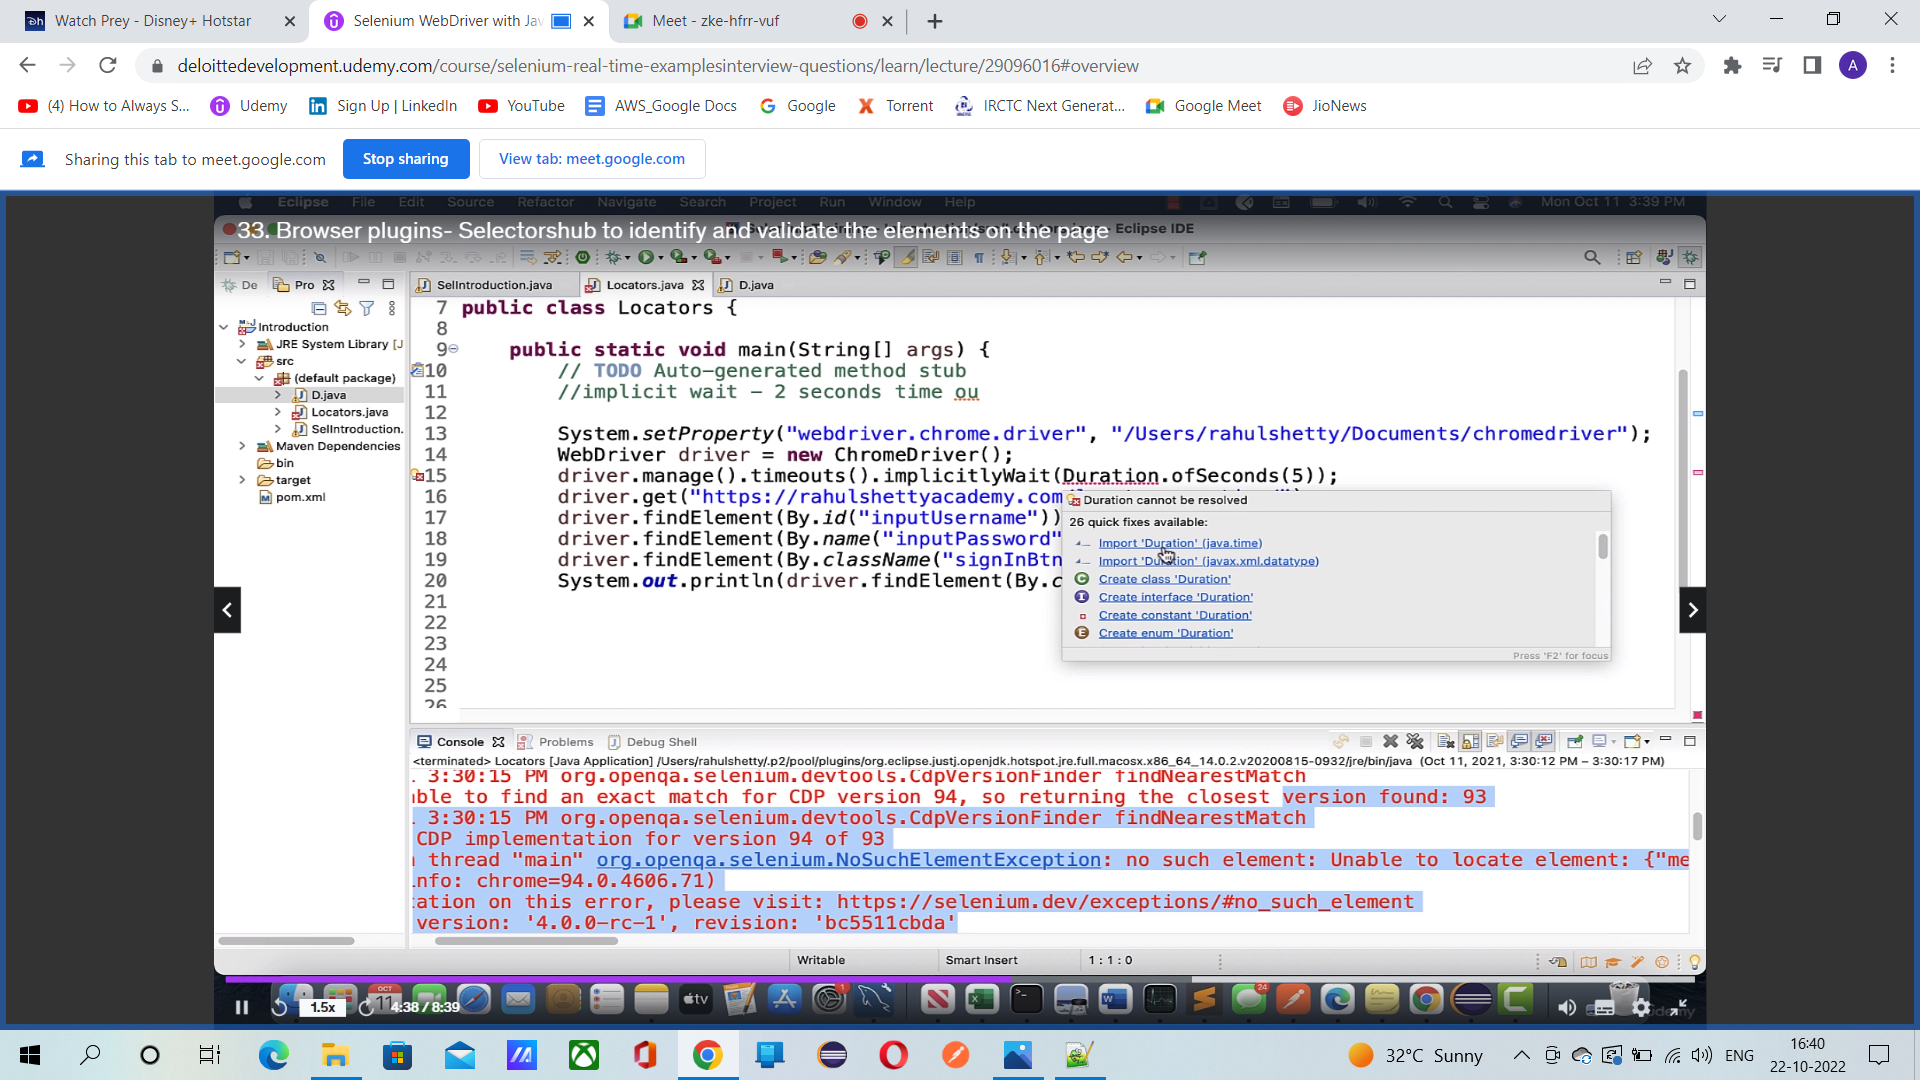 Watch Prey - Disney+ Hotstar
Selenium WebDriver with Jav
Meet - zke-hfrr-vuf
deloittedevelopment.udemy.com/course/selenium-real-time-examplesinterview-questions/learn/lecture/29096016#overview
A
(4) How to Always S...
Udemy
Sign Up | LinkedIn
YouTube
AWS_Google Docs
Google
Torrent
IRCTC Next Generat...
Google Meet
JioNews
Sharing this tab to meet.google.com
Stop sharing
View tab: meet.google.com
Eclipse File Edit Source Refactor Navigate Search Project Run Window Help
Mon Oct 11 3:39 PM
33. Browser plugins- Selectorshub to identify and validate the elements on the page
Eclipse IDE
De
Pro
SelIntroduction.java
Locators.java
D.java
Introduction
JRE System Library [J
src
(default package)
D.java
Locators.java
SelIntroduction.
Maven Dependencies
bin
target
pom.xml
7 public class Locators {
8
9 public static void main(String[] args) {
10 // TODO Auto-generated method stub
11 //implicit wait – 2 seconds time ou
12
13 System.setProperty("webdriver.chrome.driver", "/Users/rahulshetty/Documents/chromedriver");
14 WebDriver driver = new ChromeDriver();
15 driver.manage().timeouts().implicitlyWait(Duration.ofSeconds(5));
16 driver.get("https://rahulshettyacademy.com
17 driver.findElement(By.id("inputUsername"))
18 driver.findElement(By.name("inputPassword"
19 driver.findElement(By.className("signInBtn
20 System.out.println(driver.findElement(By.c
21
22
23
24
25
26
Duration cannot be resolved
26 quick fixes available:
Import 'Duration' (java.time)
Import 'Duration' (javax.xml.datatype)
Create class 'Duration'
Create interface 'Duration'
Create constant 'Duration'
Create enum 'Duration'
Press 'F2' for focus
Console
Problems
Debug Shell
<terminated> Locators [Java Application] /Users/rahulshetty/.p2/pool/plugins/org.eclipse.justj.openjdk.hotspot.jre.full.macosx.x86_64_14.0.2.v20200815-0932/jre/bin/java (Oct 11, 2021, 3:30:12 PM – 3:30:17 PM)
3:30:15 PM org.openqa.selenium.devtools.CdpVersionFinder findNearestMatch
ble to find an exact match for CDP version 94, so returning the closest version found: 93
3:30:15 PM org.openqa.selenium.devtools.CdpVersionFinder findNearestMatch
CDP implementation for version 94 of 93
thread "main" org.openqa.selenium.NoSuchElementException: no such element: Unable to locate element: {"me
info: chrome=94.0.4606.71)
ation on this error, please visit: https://selenium.dev/exceptions/#no_such_element
version: '4.0.0-rc-1', revision: 'bc5511cbda'
Writable
Smart Insert
1 : 1 : 0
1.5x
4:38 / 8:39
OCT
11
tv
1
24
udemy
32°C Sunny
ENG
16:40
22-10-2022